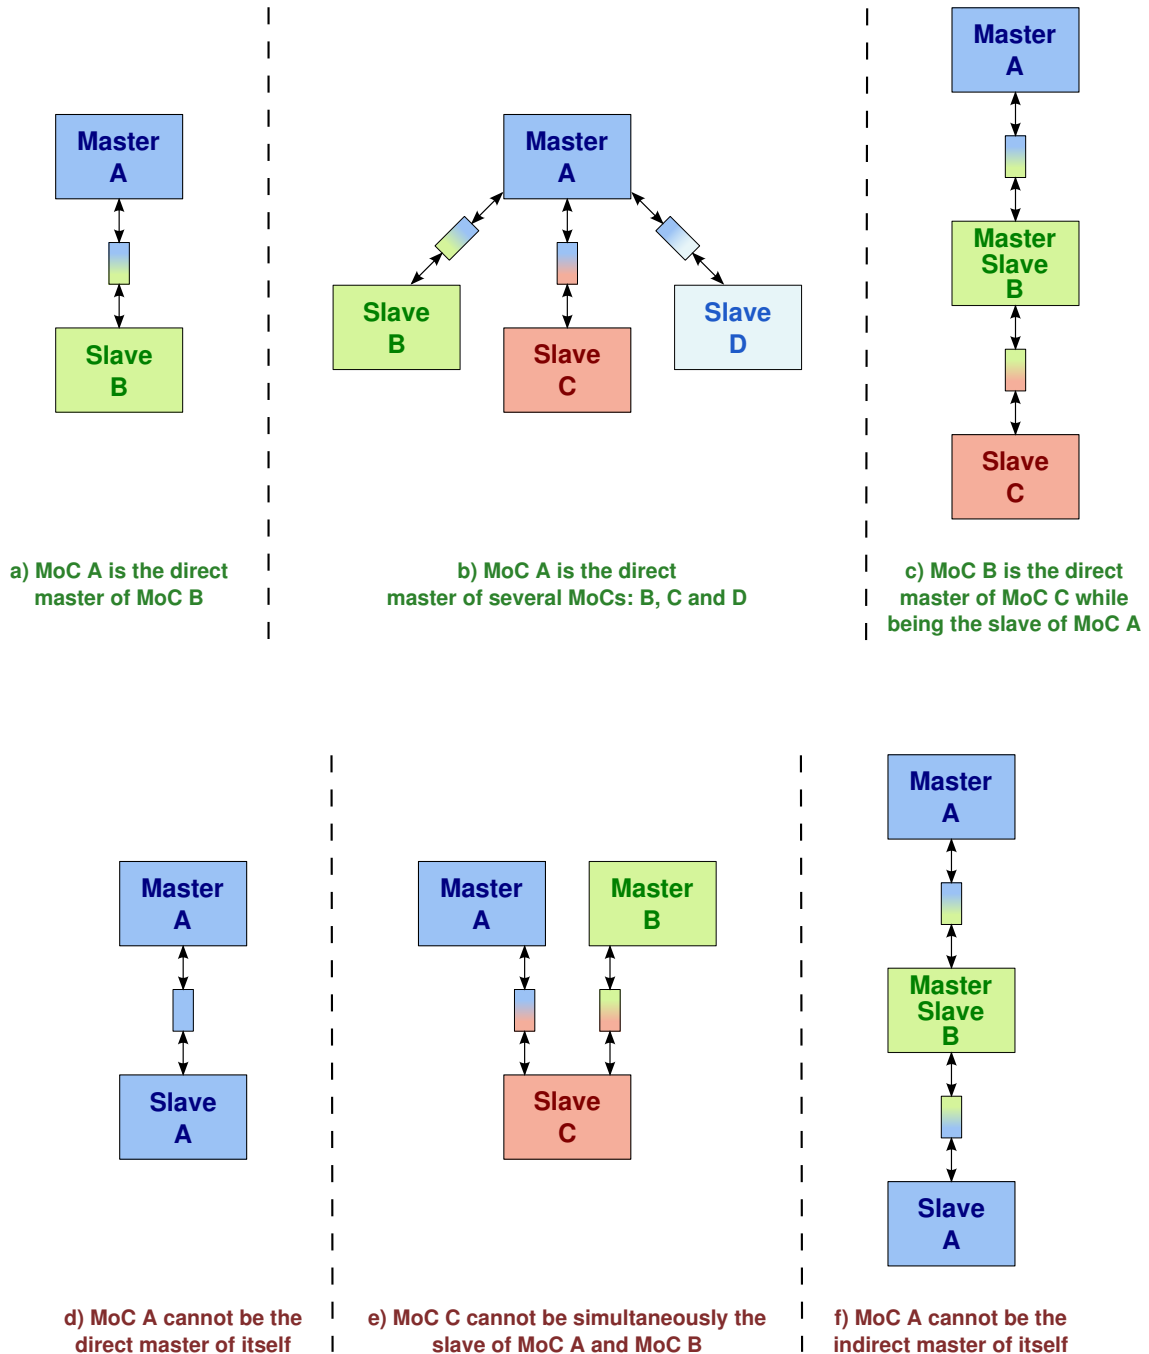 Master
A
Slave
B
a) MoC A is the direct
master of MoC B
Master
A
Slave
B
Slave
C
Slave
D
b) MoC A is the direct
master of several MoCs: B, C and D
Master
A
Master
Slave
B
Slave
C
c) MoC B is the direct
master of MoC C while
being the slave of MoC A
Master
A
Slave
A
d) MoC A cannot be the
direct master of itself
Master
A
Master
B
Slave
C
e) MoC C cannot be simultaneously the
slave of MoC A and MoC B
Master
A
Master
Slave
B
Slave
A
f) MoC A cannot be the
indirect master of itself